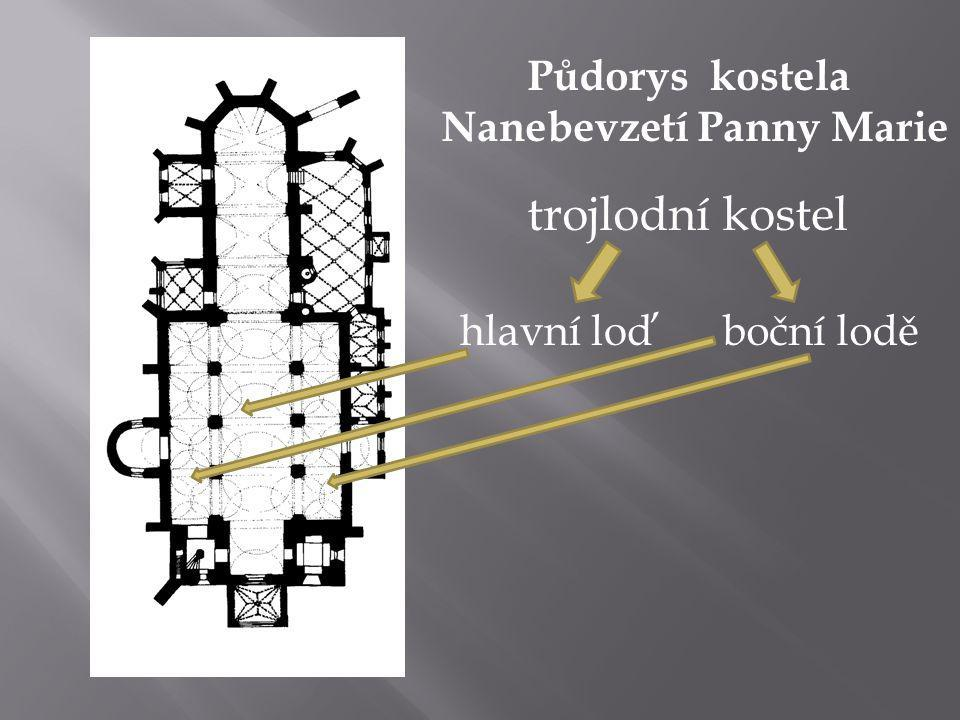 Půdorys kostela
Nanebevzetí Panny Marie
trojlodní kostel
hlavní loď boční lodě